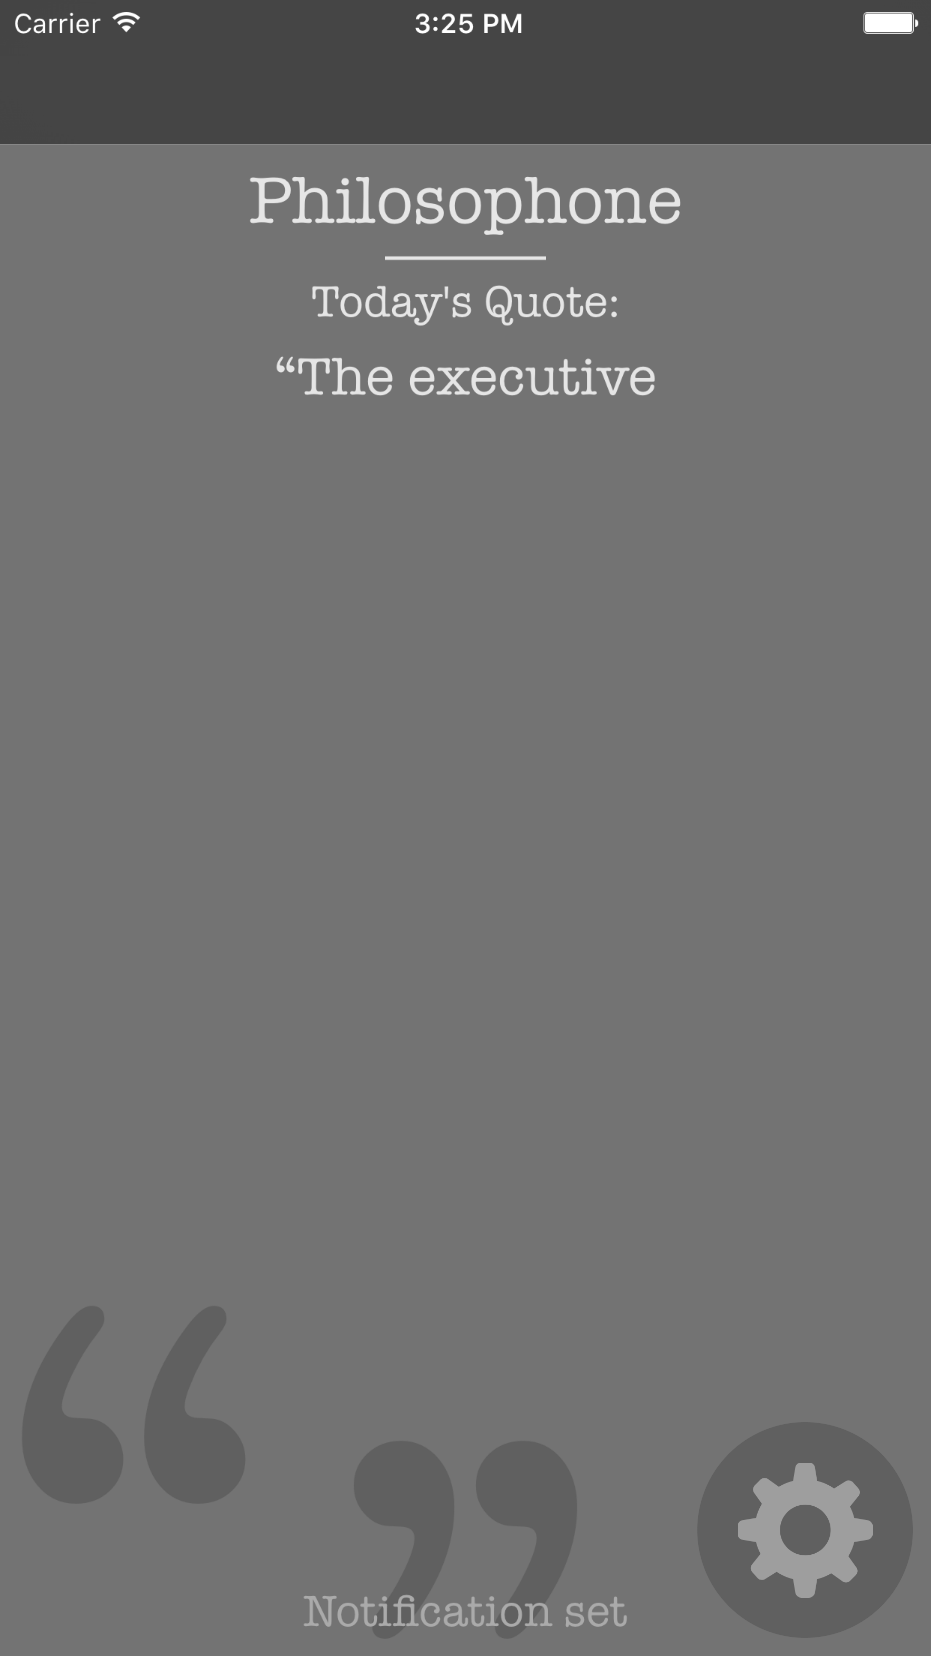 Carrier 3:25 PM
Philosophone
Today's Quote:
“The executive
Notification set